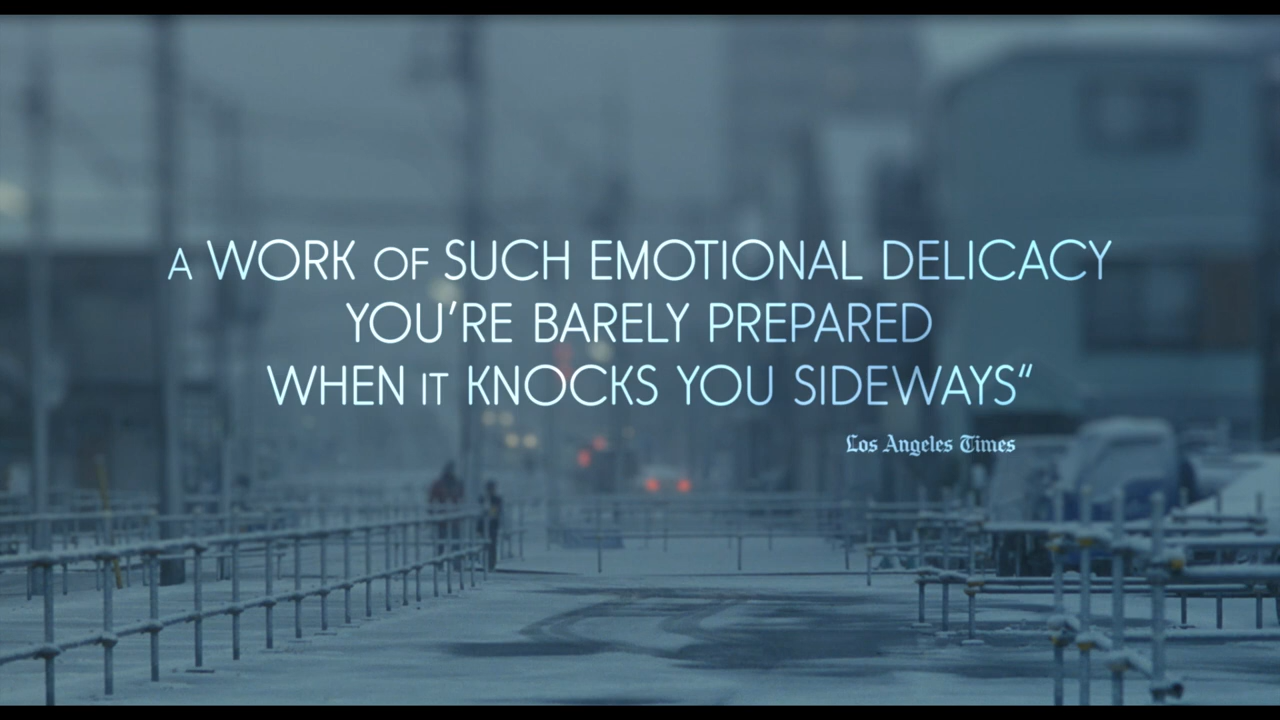 A WORK OF SUCH EMOTIONAL DELICACY
YOU'RE BARELY PREPARED
WHEN IT KNOCKS YOU SIDEWAYS“
Los Angeles Times